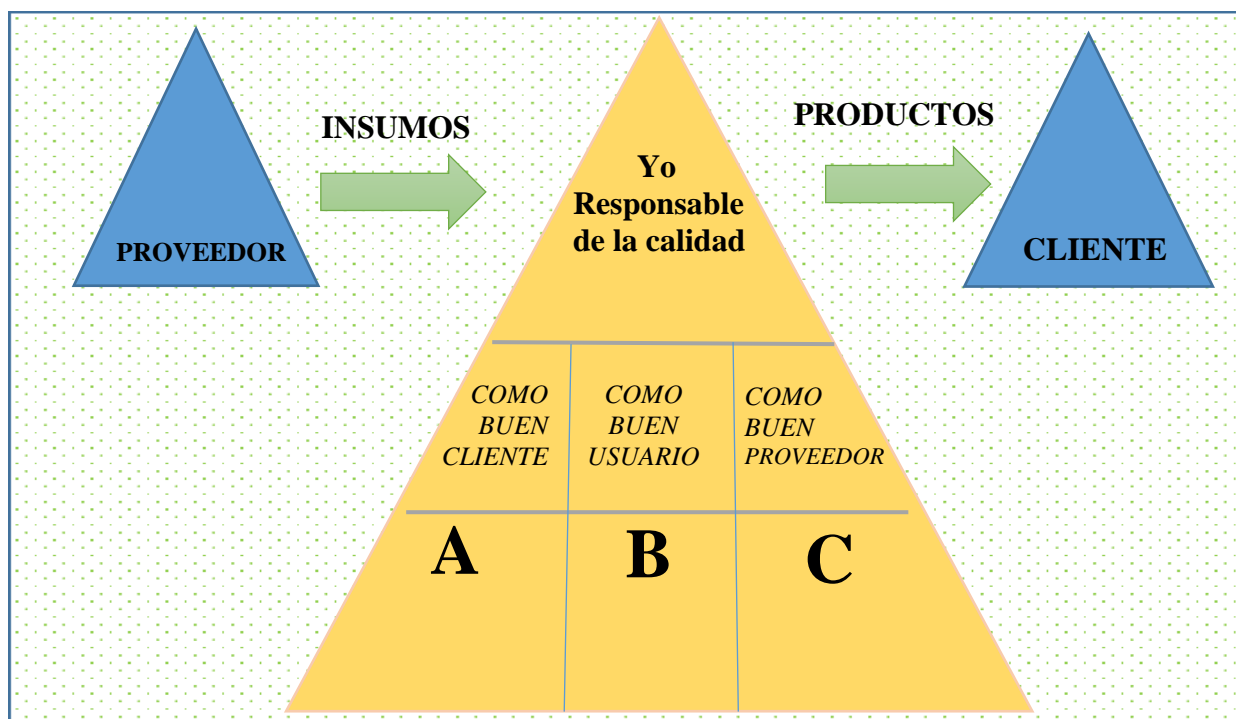 PROVEEDOR
INSUMOS
Yo
Responsable
de la calidad
PRODUCTOS
CLIENTE
COMO
BUEN
CLIENTE
COMO
BUEN
USUARIO
COMO
BUEN
PROVEEDOR
A
B
C